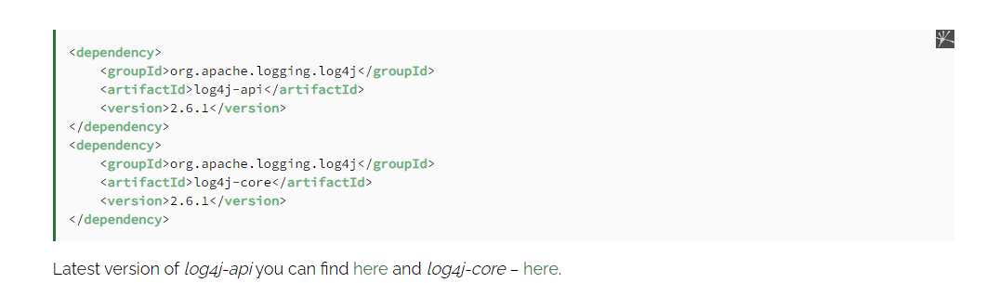 <dependency>
    <groupId>org.apache.logging.log4j</groupId>
    <artifactId>log4j-api</artifactId>
    <version>2.6.1</version>
</dependency>
<dependency>
    <groupId>org.apache.logging.log4j</groupId>
    <artifactId>log4j-core</artifactId>
    <version>2.6.1</version>
</dependency>
Latest version of log4j-api you can find here and log4j-core – here.